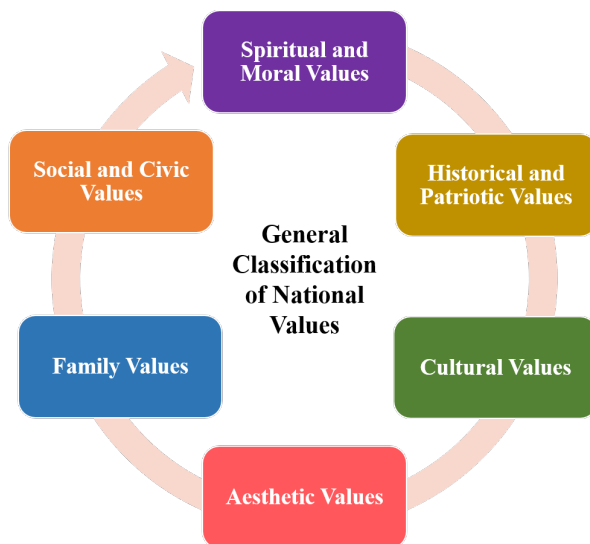 Spiritual and
Moral Values
Historical and
Patriotic Values
Cultural Values
Aesthetic Values
Family Values
Social and Civic
Values
General
Classification
of National
Values